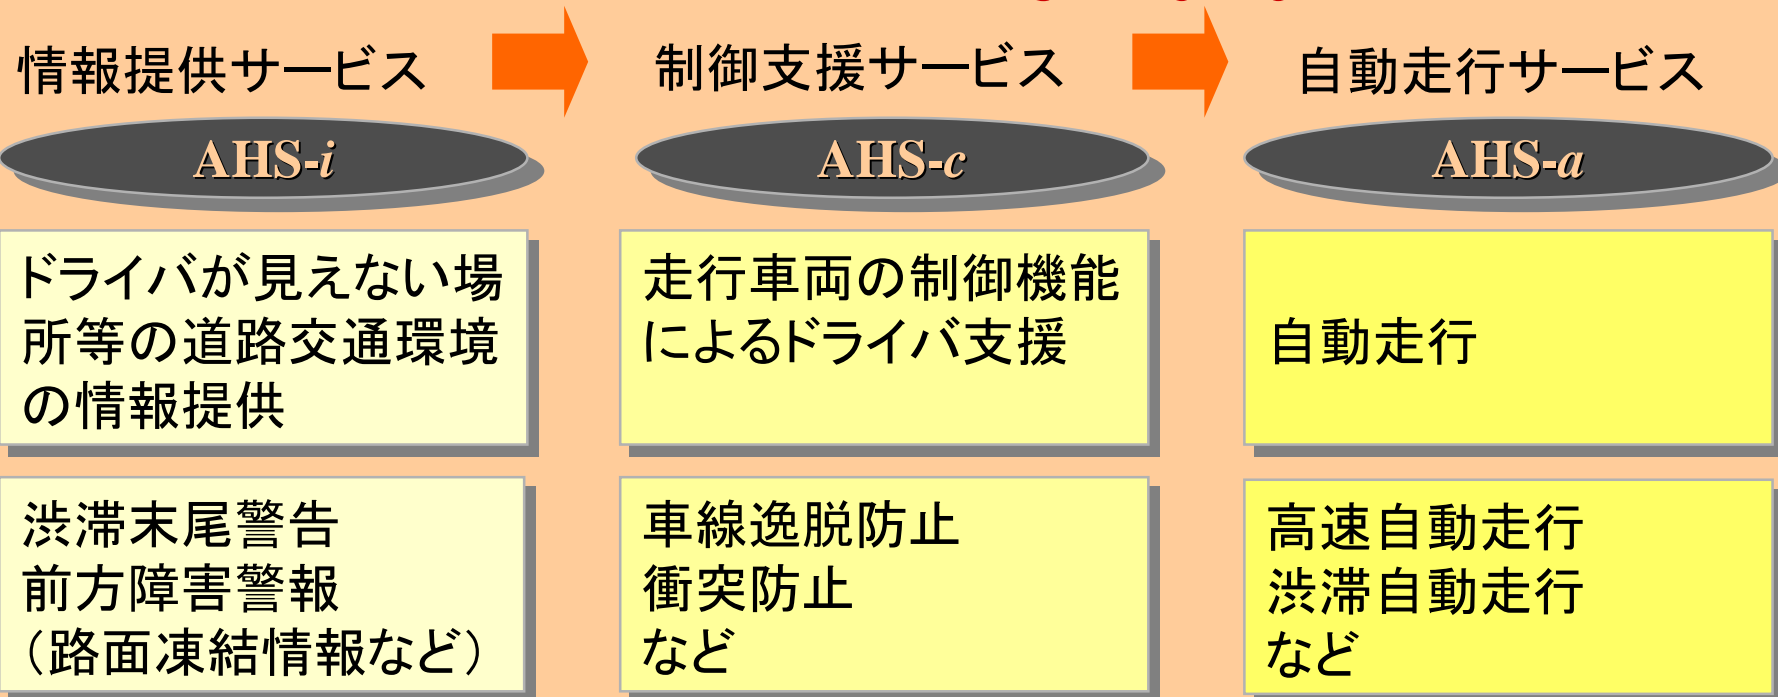 情報提供サービス
制御支援サービス
自動走行サービス
AHS-i
AHS-c
AHS-a
ドライバが見えない場
所等の道路交通環境
の情報提供
走行車両の制御機能
によるドライバ支援
自動走行
渋滞末尾警告
前方障害警報
（路面凍結情報など）
車線逸脱防止
衝突防止
など
高速自動走行
渋滞自動走行
など